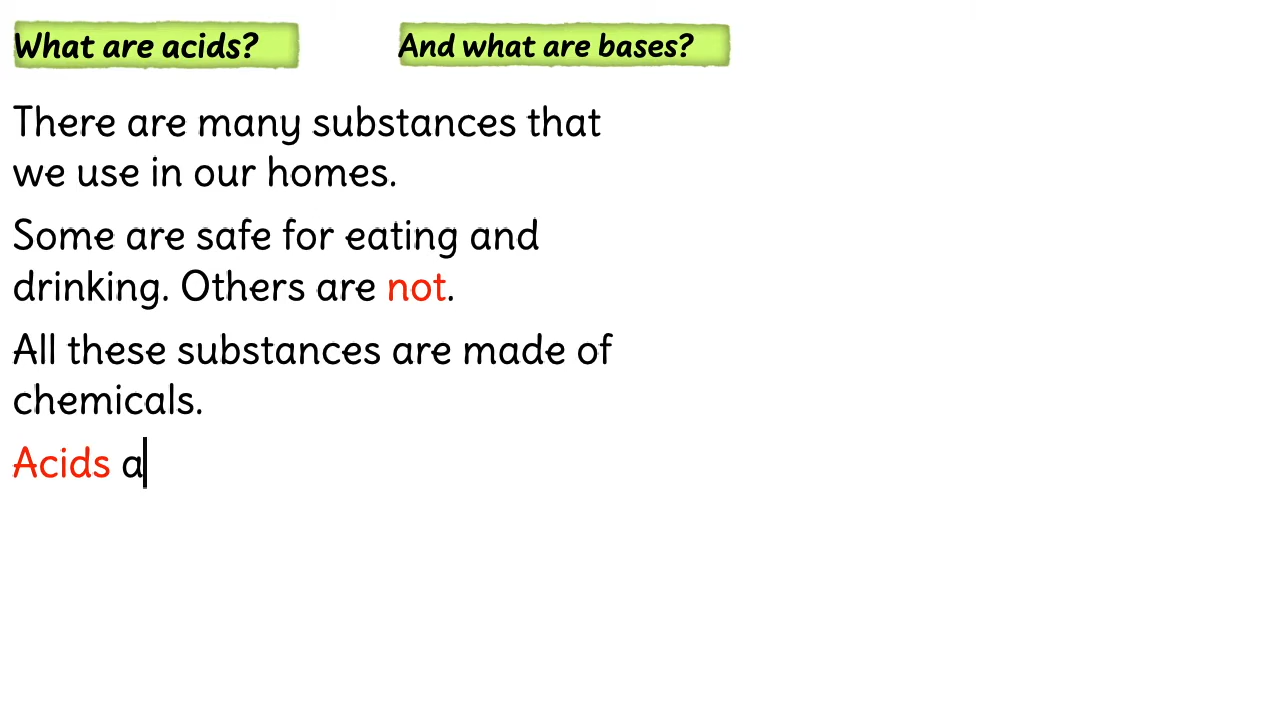 What are acids?
And what are bases?
There are many substances that
we use in our homes.
Some are safe for eating and
drinking. Others are not.
All these substances are made of
chemicals.
Acids a